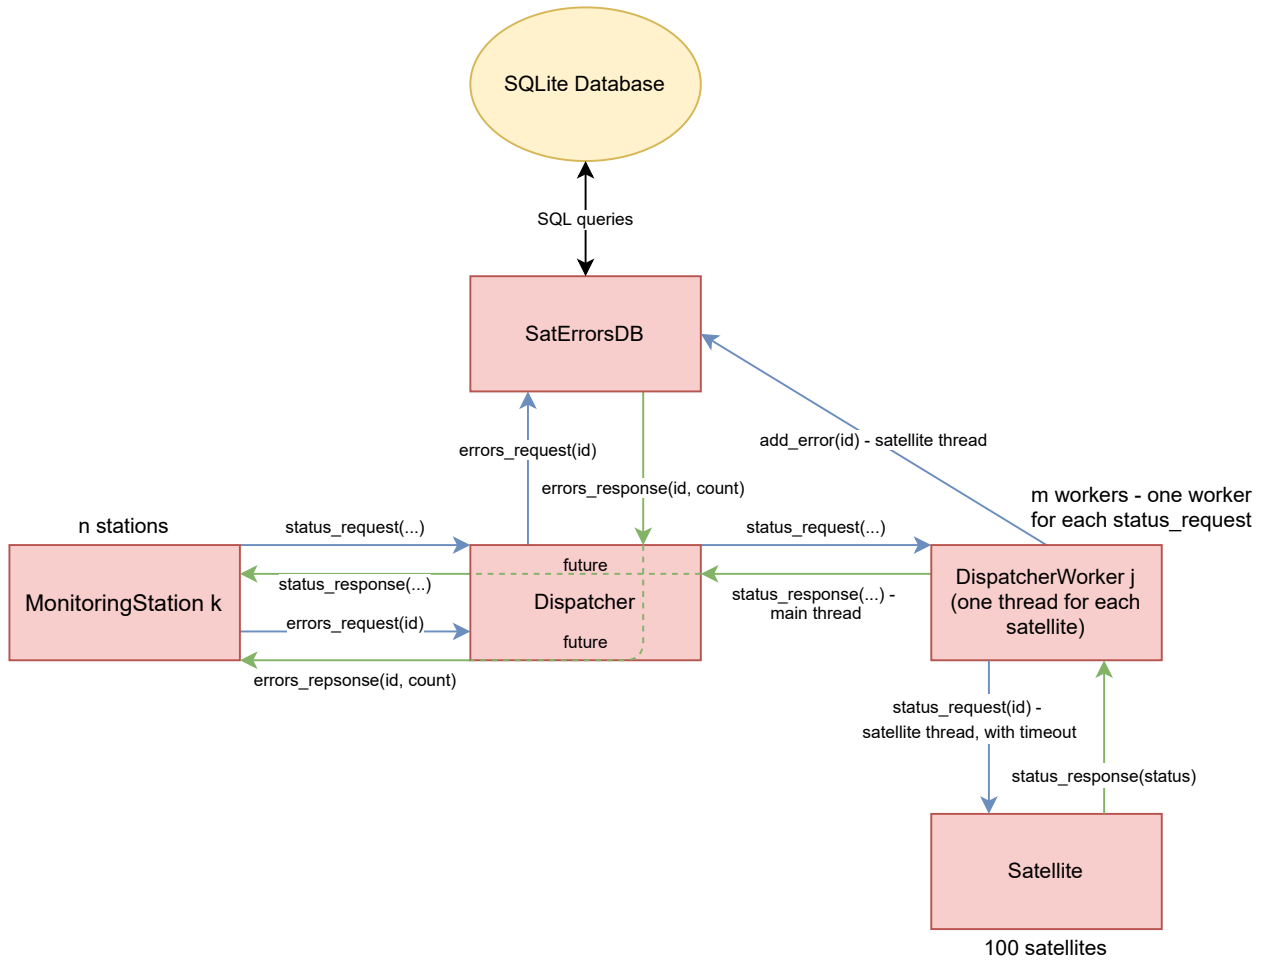 SQLite Database
SQL queries
SatErrorsDB
add_error(id) - satellite thread
errors_request(id)
errors_response(id, count)
m workers - one worker
for each status_request
n stations
status_request(...)
status_request(...)
future
status_response(...)
MonitoringStation k
Dispatcher
status_response(...) -
main thread
DispatcherWorker j
(one thread for each
satellite)
errors_request(id)
future
errors_repsonse(id, count)
status_request(id) -
satellite thread, with timeout
status_response(status)
Satellite
100 satellites